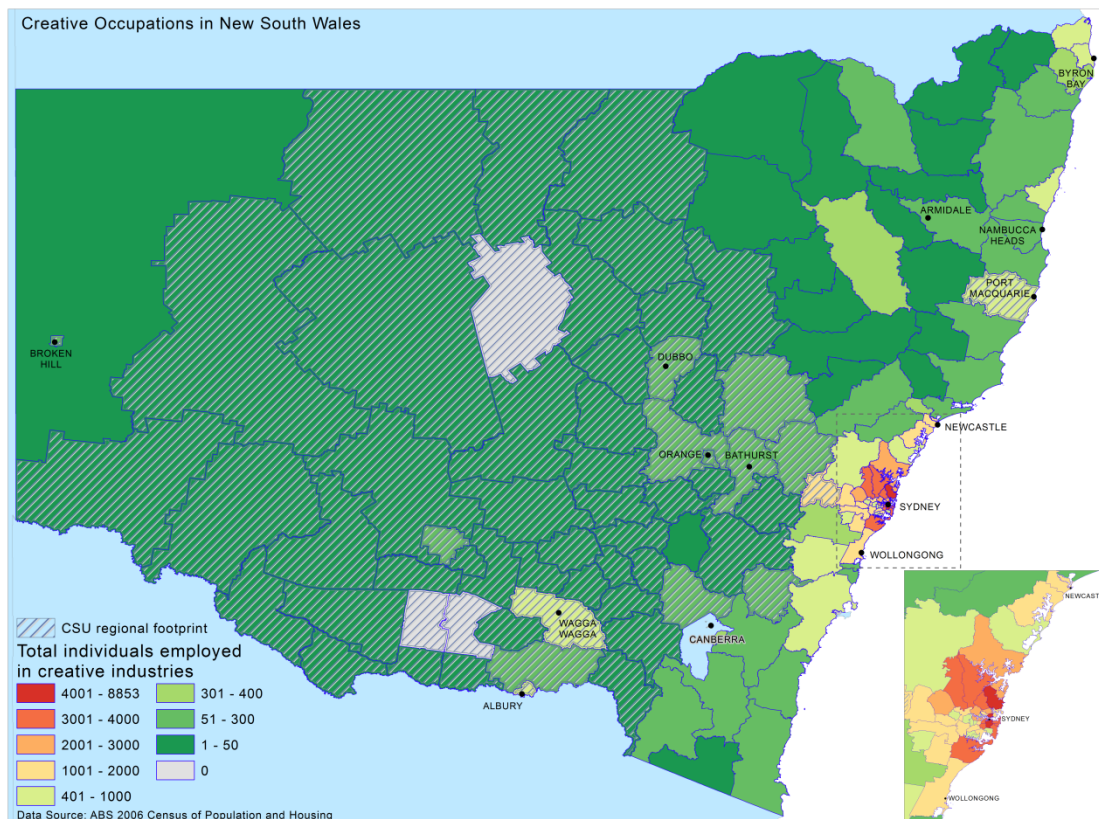 Creative Occupations in New South Wales
BYRON
BAY
ARMIDALE
NAMBUCCA
HEADS
PORT
MACQUARIE
BROKEN
HILL
DUBBO
NEWCASTLE
ORANGE
BATHURST
SYDNEY
WOLLONGONG
WAGGA
WAGGA
CANBERRA
ALBURY
CSU regional footprint
Total individuals employed
in creative industries
4001 - 8853
301 - 400
3001 - 4000
51 - 300
2001 - 3000
1 - 50
1001 - 2000
0
401 - 1000
Data Source: ABS 2006 Census of Population and Housing
NEWCAST
SYDNEY
WOLLONGONG